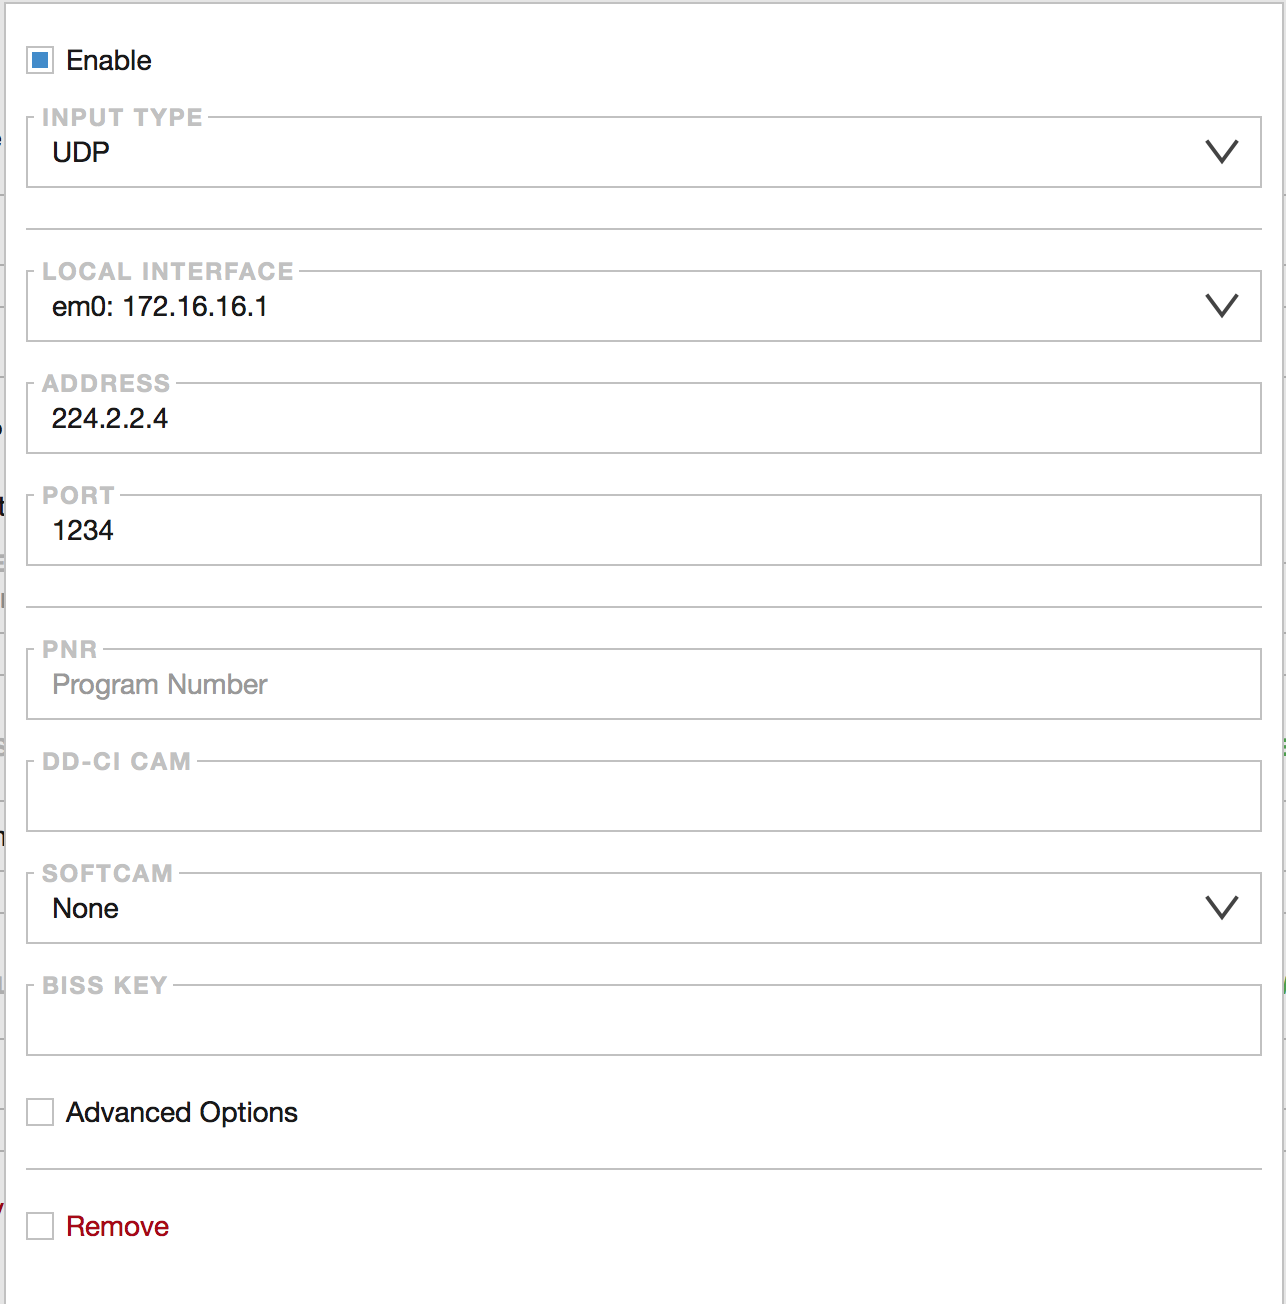 Enable
INPUT TYPE
UDP
LOCAL INTERFACE
em0: 172.16.16.1
ADDRESS
224.2.2.4
PORT
1234
PNR
Program Number
DD-CI CAM
SOFTCAM
None
BISS KEY
Advanced Options
Remove